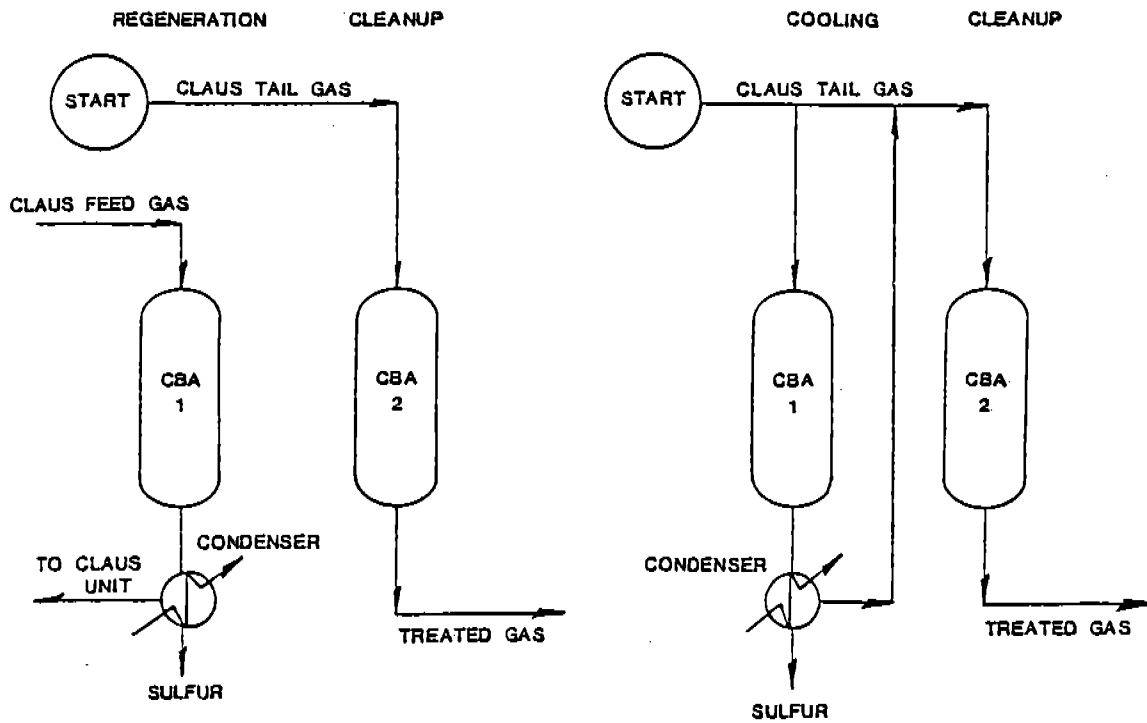 REGENERATION
CLEANUP
START
CLAUS TAIL GAS
CLAUS FEED GAS
CBA
1
CBA
2
CONDENSER
TO CLAUS
UNIT
SULFUR
TREATED GAS
COOLING
CLEANUP
START
CLAUS TAIL GAS
CBA
1
CBA
2
CONDENSER
SULFUR
TREATED GAS